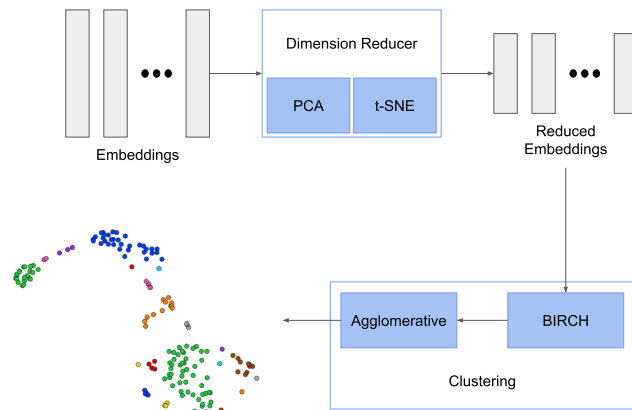 Dimension Reducer
PCA
t-SNE
Embeddings
Reduced
Embeddings
Agglomerative
BIRCH
Clustering